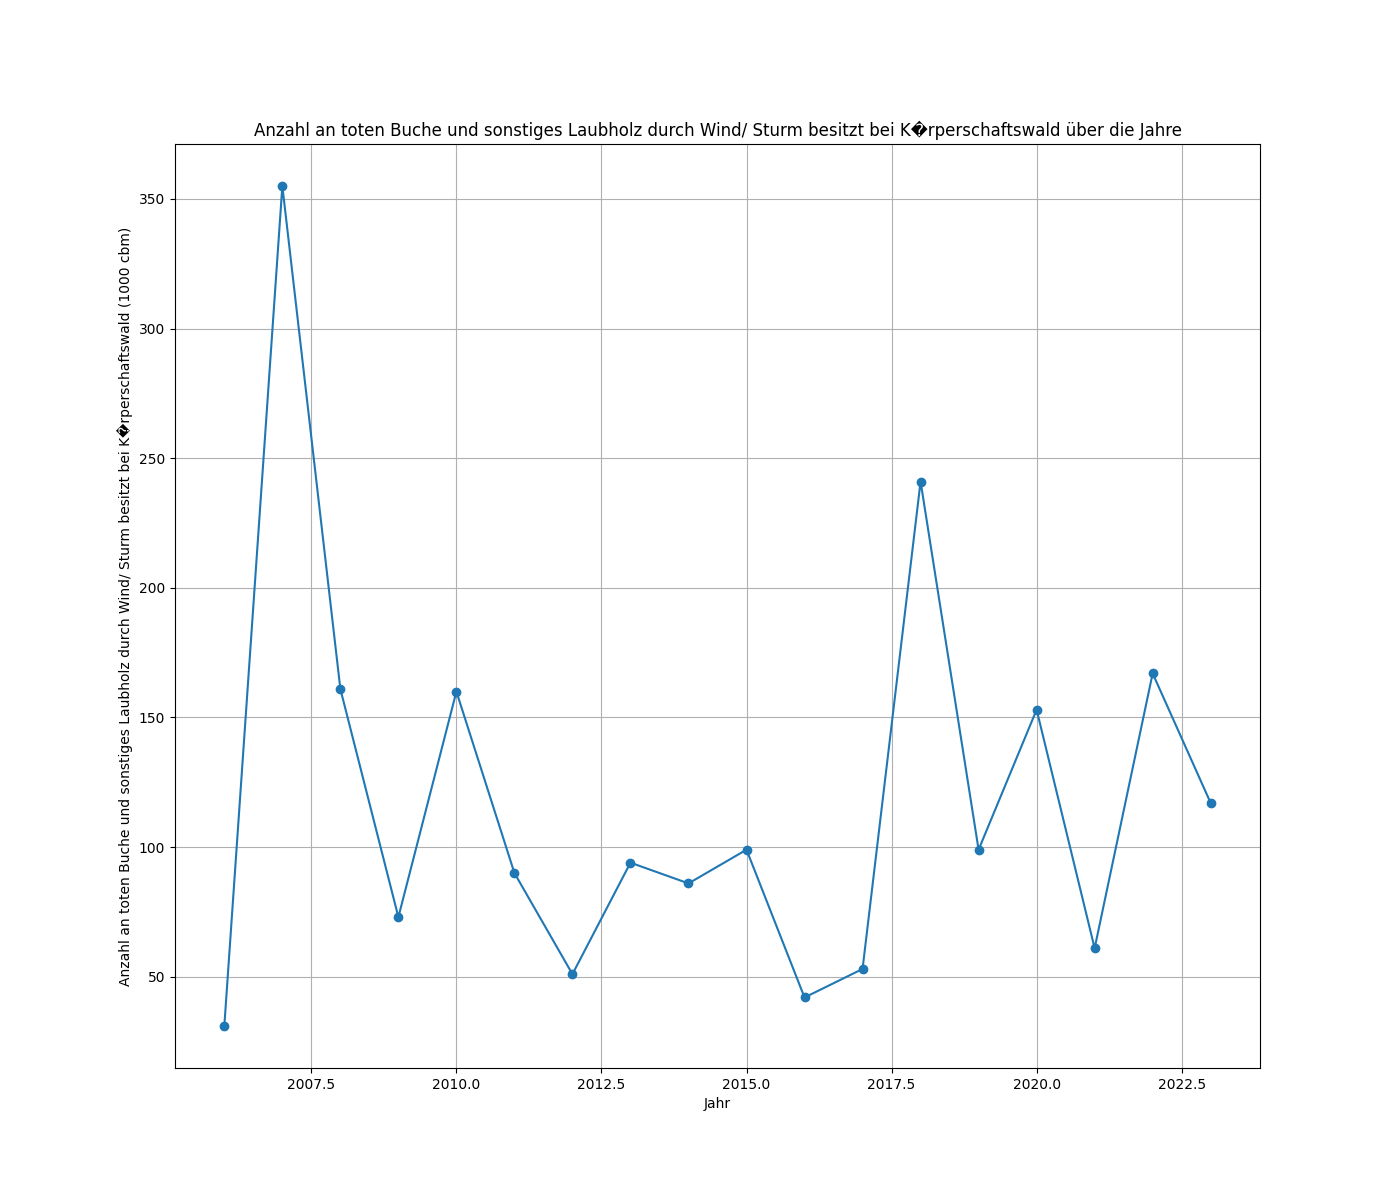 Anzahl an toten Buche und sonstiges Laubholz durch Wind/ Sturm besitzt bei K�rperschaftswald über die Jahre
Anzahl an toten Buche und sonstiges Laubholz durch Wind/ Sturm besitzt bei K�rperschaftswald (1000 cbm)
350
300
250
200
150
100
50
2007.5 2010.0 2012.5 2015.0 2017.5 2020.0 2022.5
Jahr